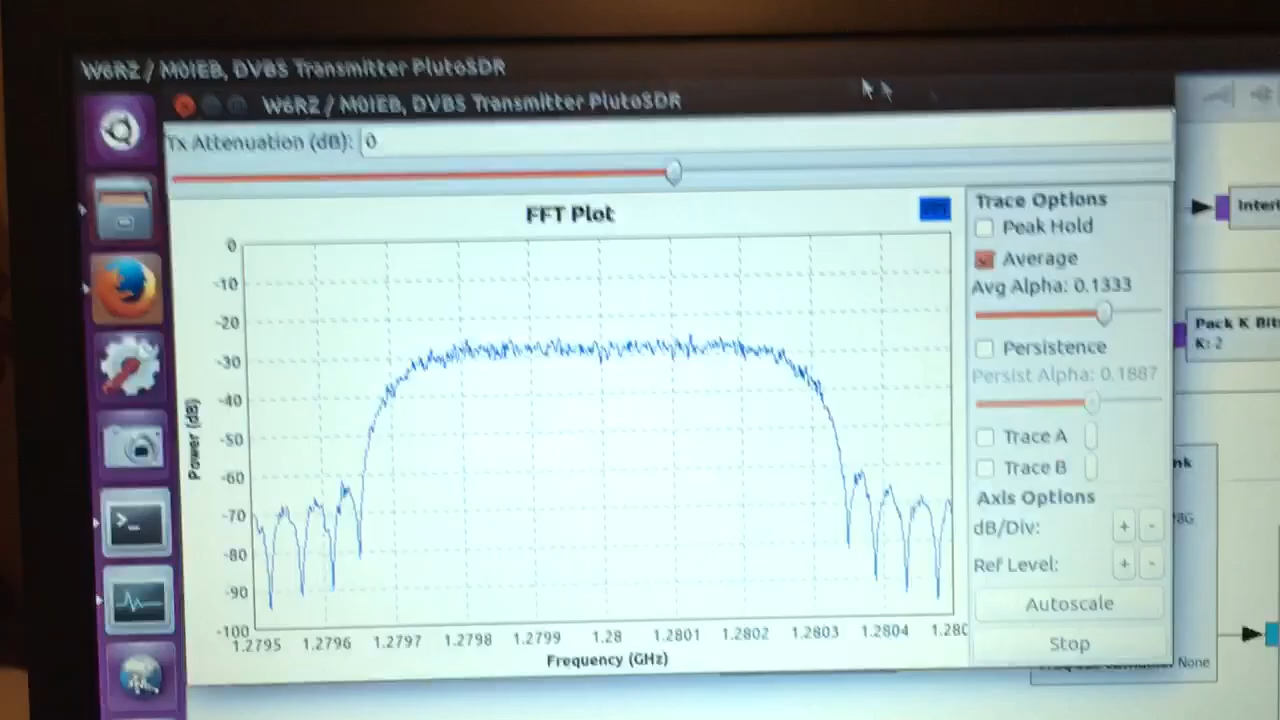 W6RZ / M0IEB, DVBS Transmitter PlutoSDR
W6RZ / M0IEB, DVBS Transmitter PlutoSDR
Tx Attenuation (dB): 0
FFT Plot
Trace Options
Peak Hold
Average
Avg Alpha: 0.1333
Persistence
Persist Alpha: 0.1887
Trace A
Trace B
Axis Options
dB/Div: + -
Ref Level: + -
Autoscale
Stop
Power (dB)
0
-10
-20
-30
-40
-50
-60
-70
-80
-90
-100
1.2795 1.2796 1.2797 1.2798 1.2799 1.28 1.2801 1.2802 1.2803 1.2804 1.280
Frequency (GHz)
Pack K Bit
K: 2
nk
None